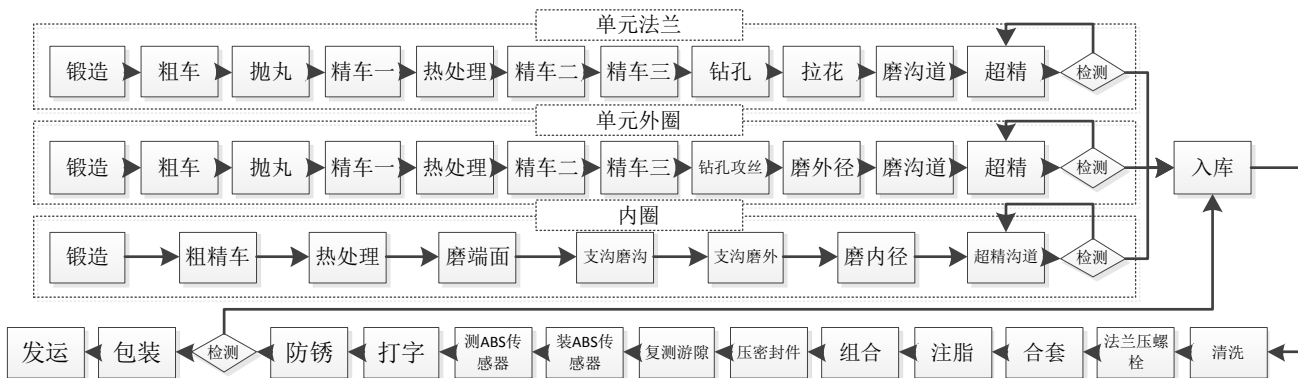 单元法兰
锻造 粗车 抛丸 精车一 热处理 精车二 精车三 钻孔 拉花 磨沟道 超精 检测
单元外圈
锻造 粗车 抛丸 精车一 热处理 精车二 精车三 钻孔攻丝 磨外径 磨沟道 超精 检测 入库
内圈
锻造 粗精车 热处理 磨端面 支沟磨沟 支沟磨外 磨内径 超精沟道 检测
发运 包装 检测 防锈 打字 测ABS传
感器 装ABS传
感器 复测游隙 压密封件 组合 注脂 合套 法兰压螺
栓 清洗